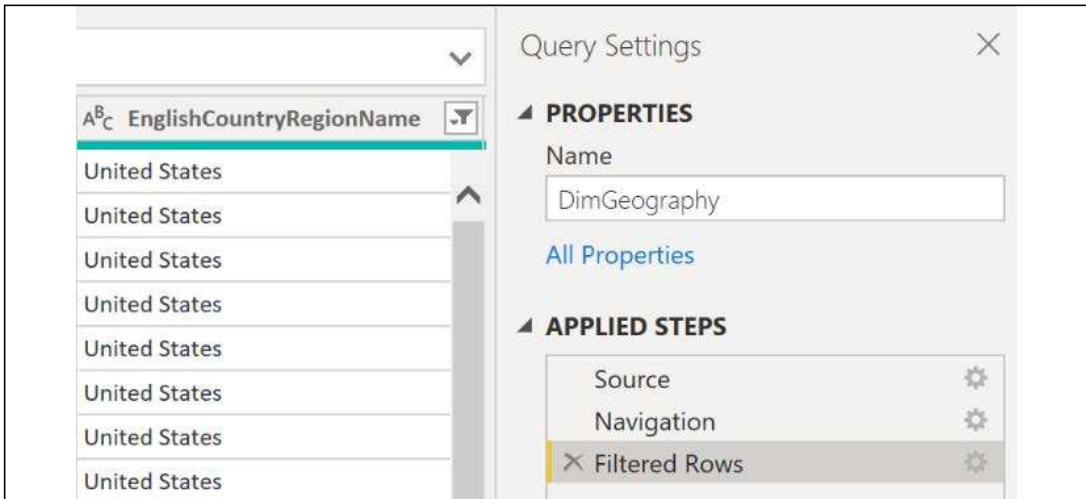 Query Settings
ABC EnglishCountryRegionName
United States
United States
United States
United States
United States
United States
United States
United States
PROPERTIES
Name
DimGeography
All Properties
APPLIED STEPS
Source
Navigation
Filtered Rows